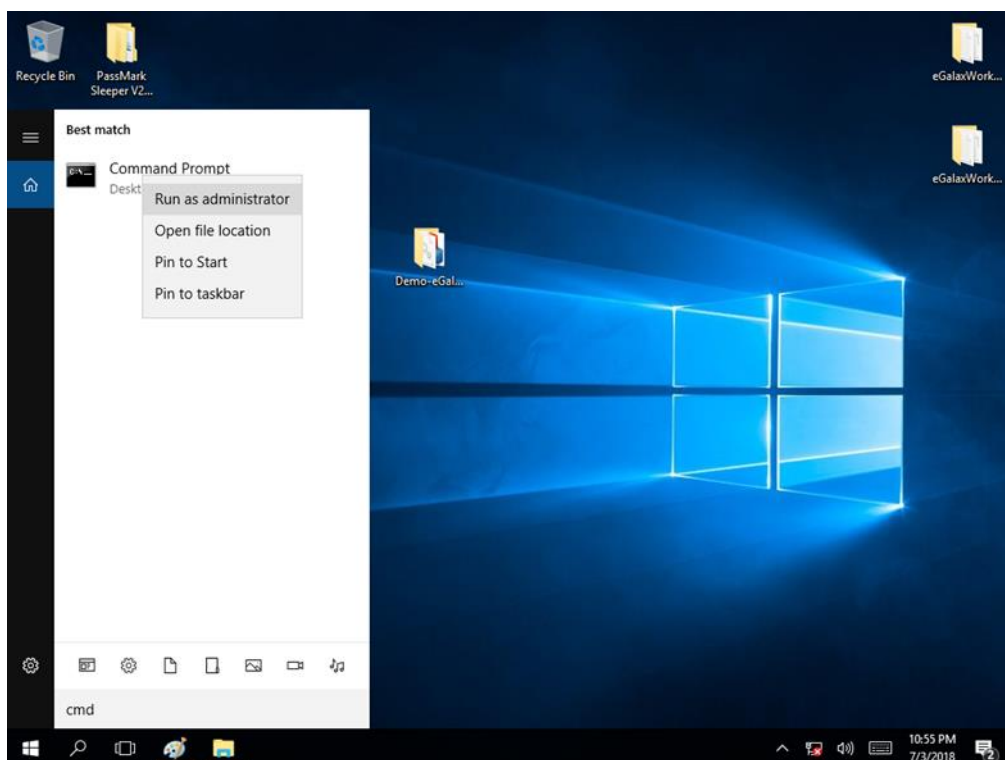 Recycle Bin
PassMark
Sleeper V2...
eGalaxWork...
eGalaxWork...
Demo-eGal...
Best match
Command Prompt
Deskt
Run as administrator
Open file location
Pin to Start
Pin to taskbar
cmd
10:55 PM
7/3/2018
2